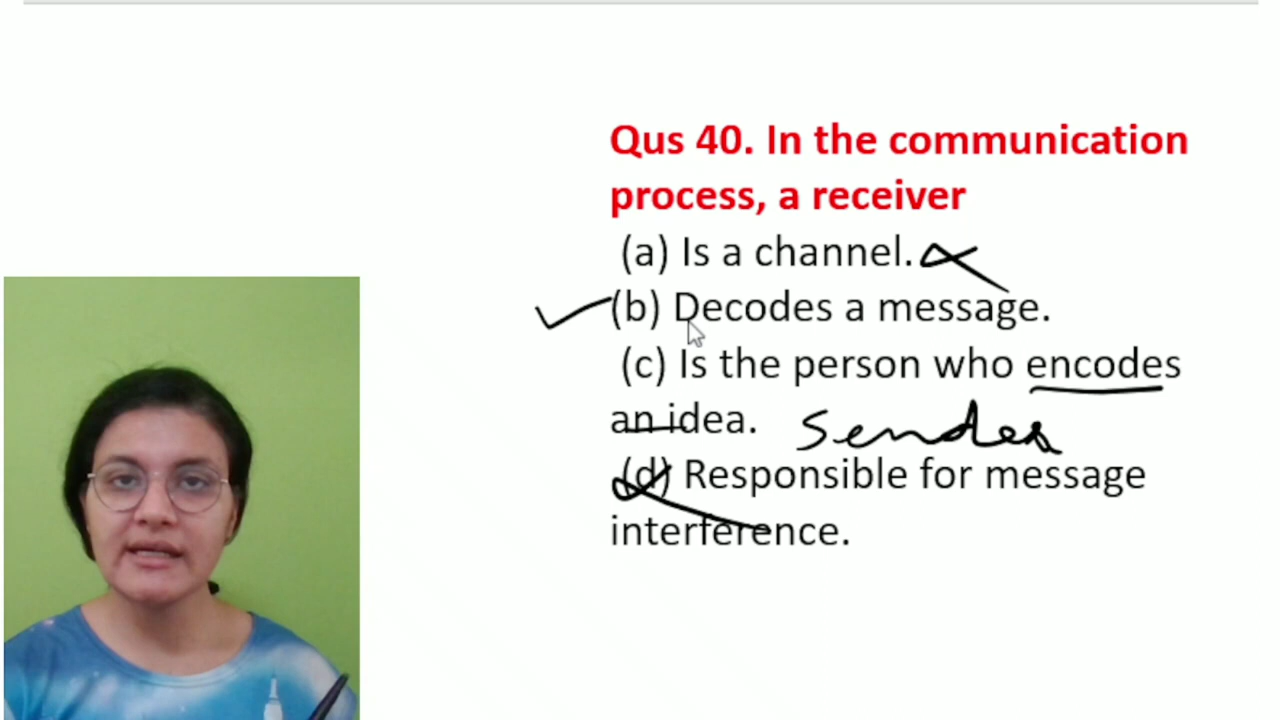 Qus 40. In the communication
process, a receiver
(a) Is a channel.
(b) Decodes a message.
(c) Is the person who encodes
an idea. Sender
(d) Responsible for message
interference.